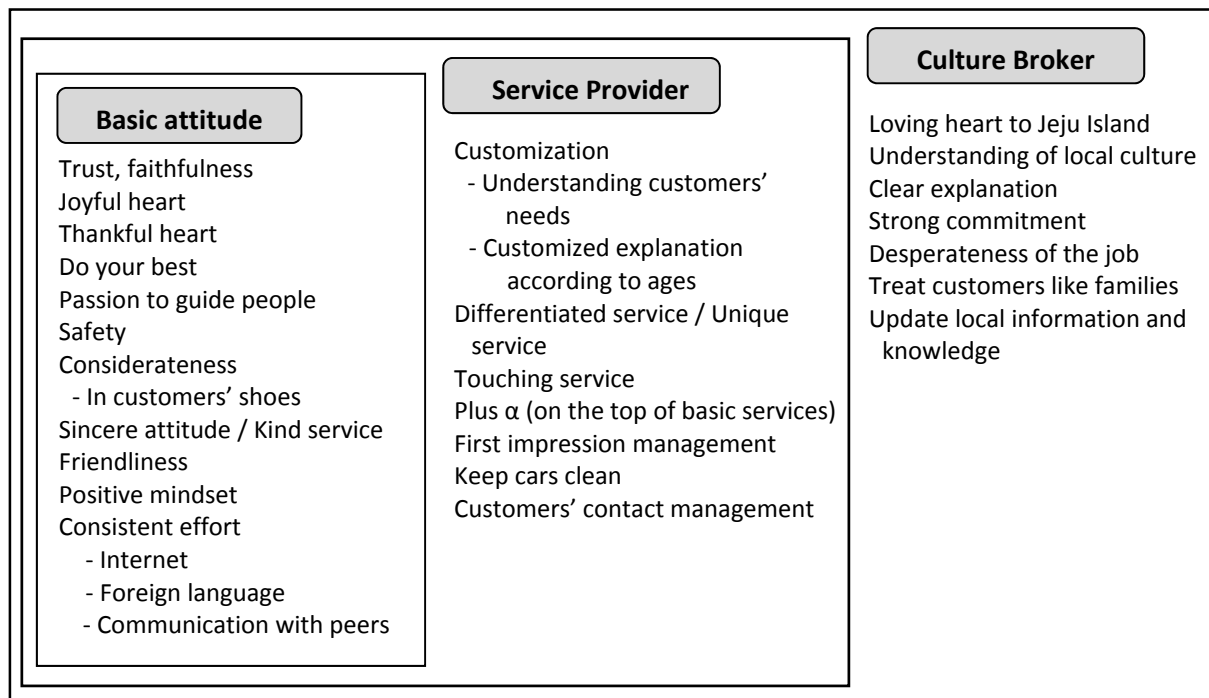 Basic attitude
Trust, faithfulness
Joyful heart
Thankful heart
Do your best
Passion to guide people
Safety
Considerateness
- In customers’ shoes
Sincere attitude / Kind service
Friendliness
Positive mindset
Consistent effort
- Internet
- Foreign language
- Communication with peers
Service Provider
Customization
- Understanding customers’
needs
- Customized explanation
according to ages
Differentiated service / Unique
service
Touching service
Plus α (on the top of basic services)
First impression management
Keep cars clean
Customers’ contact management
Culture Broker
Loving heart to Jeju Island
Understanding of local culture
Clear explanation
Strong commitment
Desperateness of the job
Treat customers like families
Update local information and
knowledge